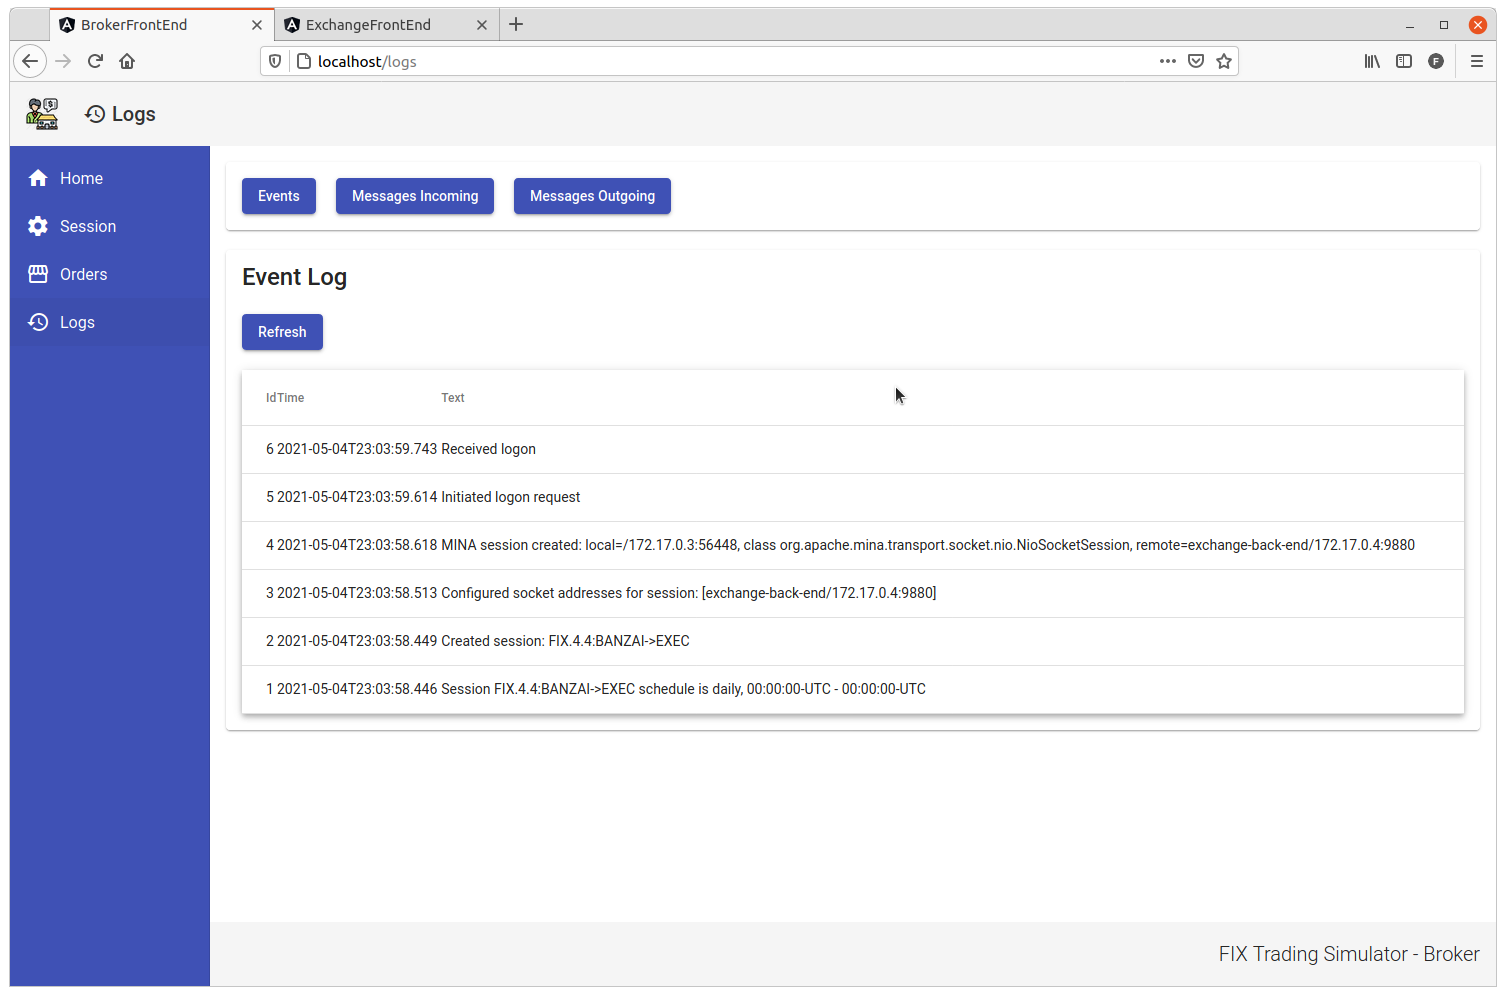 BrokerFrontEnd
ExchangeFrontEnd
localhost/logs
F
Logs
Home
Session
Orders
Logs
Events
Messages Incoming
Messages Outgoing
Event Log
Refresh
Id Time Text
6 2021-05-04T23:03:59.743 Received logon
5 2021-05-04T23:03:59.614 Initiated logon request
4 2021-05-04T23:03:58.618 MINA session created: local=/172.17.0.3:56448, class org.apache.mina.transport.socket.nio.NioSocketSession, remote=exchange-back-end/172.17.0.4:9880
3 2021-05-04T23:03:58.513 Configured socket addresses for session: [exchange-back-end/172.17.0.4:9880]
2 2021-05-04T23:03:58.449 Created session: FIX.4.4:BANZAI->EXEC
1 2021-05-04T23:03:58.446 Session FIX.4.4:BANZAI->EXEC schedule is daily, 00:00:00-UTC - 00:00:00-UTC
FIX Trading Simulator - Broker